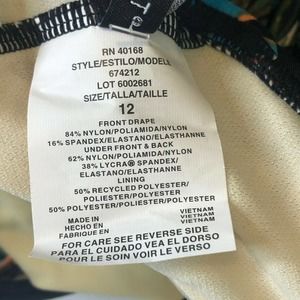 RN 40168
STYLE/ESTILO/MODELE
674212
LOT 6002681
SIZE/TALLA/TAILLE
12
FRONT DRAPE
84% NYLON/POLIAMIDA/NYLON
16% SPANDEX/ELASTANO/ELASTHANNE
UNDER FRONT & BACK
62% NYLON/POLIAMIDA/NYLON
38% LYCRA® SPANDEX/
ELASTANO/ELASTHANNE
LINING
50% RECYCLED POLYESTER/
POLIESTER/POLYESTER
50% POLYESTER/POLIESTER/POLYESTER
MADE IN VIETNAM
HECHO EN VIETNAM
FABRIQUE EN VIETNAM
FOR CARE SEE REVERSE SIDE
PARA EL CUIDADO VEA EL DORSO
POUR LE SOIN VOIR LE VERSO